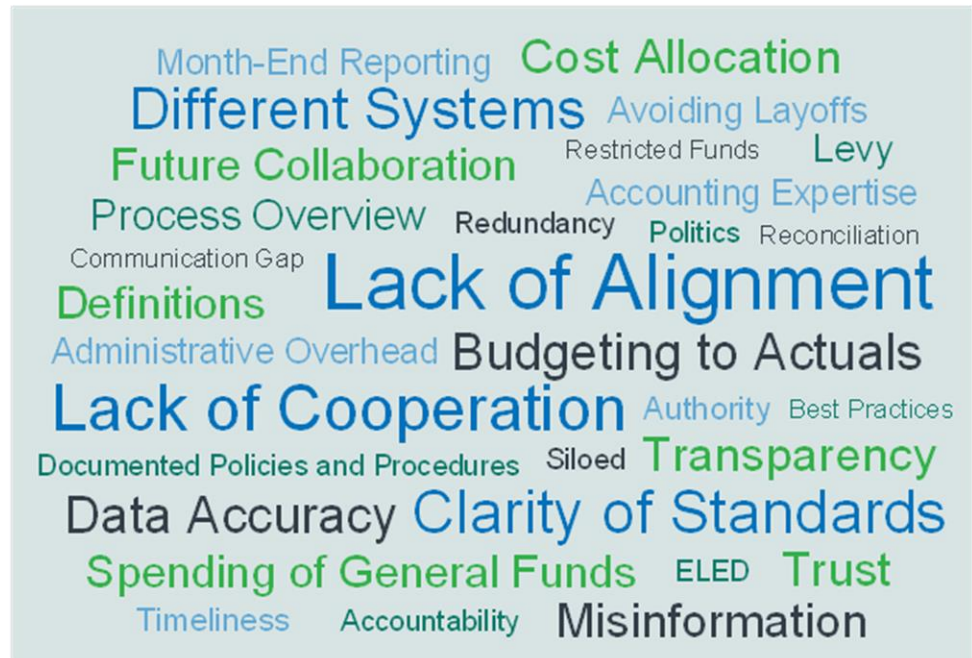 Month-End Reporting Cost Allocation
Different Systems Avoiding Layoffs
Future Collaboration Restricted Funds Levy
Accounting Expertise
Process Overview Redundancy Politics Reconciliation
Communication Gap Lack of Alignment
Definitions
Administrative Overhead Budgeting to Actuals
Lack of Cooperation Authority Best Practices
Documented Policies and Procedures Siloed Transparency
Data Accuracy Clarity of Standards
Spending of General Funds ELED Trust
Timeliness Accountability Misinformation